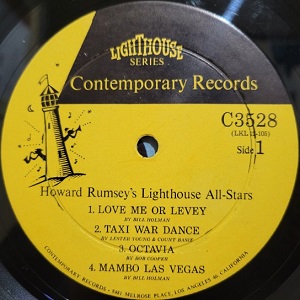 LIGHTHOUSE
SERIES
Contemporary Records
C3528
(LKL 12-105)
Side 1
Howard Rumsey's Lighthouse All-Stars
1. LOVE ME OR LEVEY
BY BILL HOLMAN
2. TAXI WAR DANCE
BY LESTER YOUNG & COUNT BASIE
3. OCTAVIA
BY BOB COOPER
4. MAMBO LAS VEGAS
BY BILL HOLMAN
CONTEMPORARY RECORDS • 8481 MELROSE PLACE, LOS ANGELES 46, CALIFORNIA